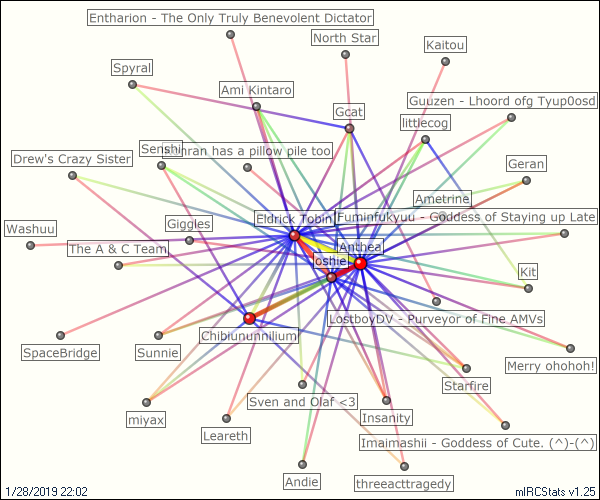 Entharion - The Only Truly Benevolent Dictator
North Star
Kaitou
Spyral
Ami Kintaro
Gcat
Guuzen - Lhoord ofg Tyup0osd
littlecog
Senshi
has a pillow pile too
Drew's Crazy Sister
Geran
Ametrine
Eldrick Tobin
Fuminfukyuu - Goddess of Staying up Late
Washuu
Giggles
The A & C Team
Anthea
oshie
Kit
LostboyDV - Purveyor of Fine AMVs
Chibiununnilium
SpaceBridge
Sunnie
Merry ohohoh!
Starfire
Sven and Olaf <3
miyax
Insanity
Learetth
Imaimashii - Goddess of Cute. (^)-(^)
Andie
threeacttragedy
1/28/2019 22:02
mIRCStats v1.25